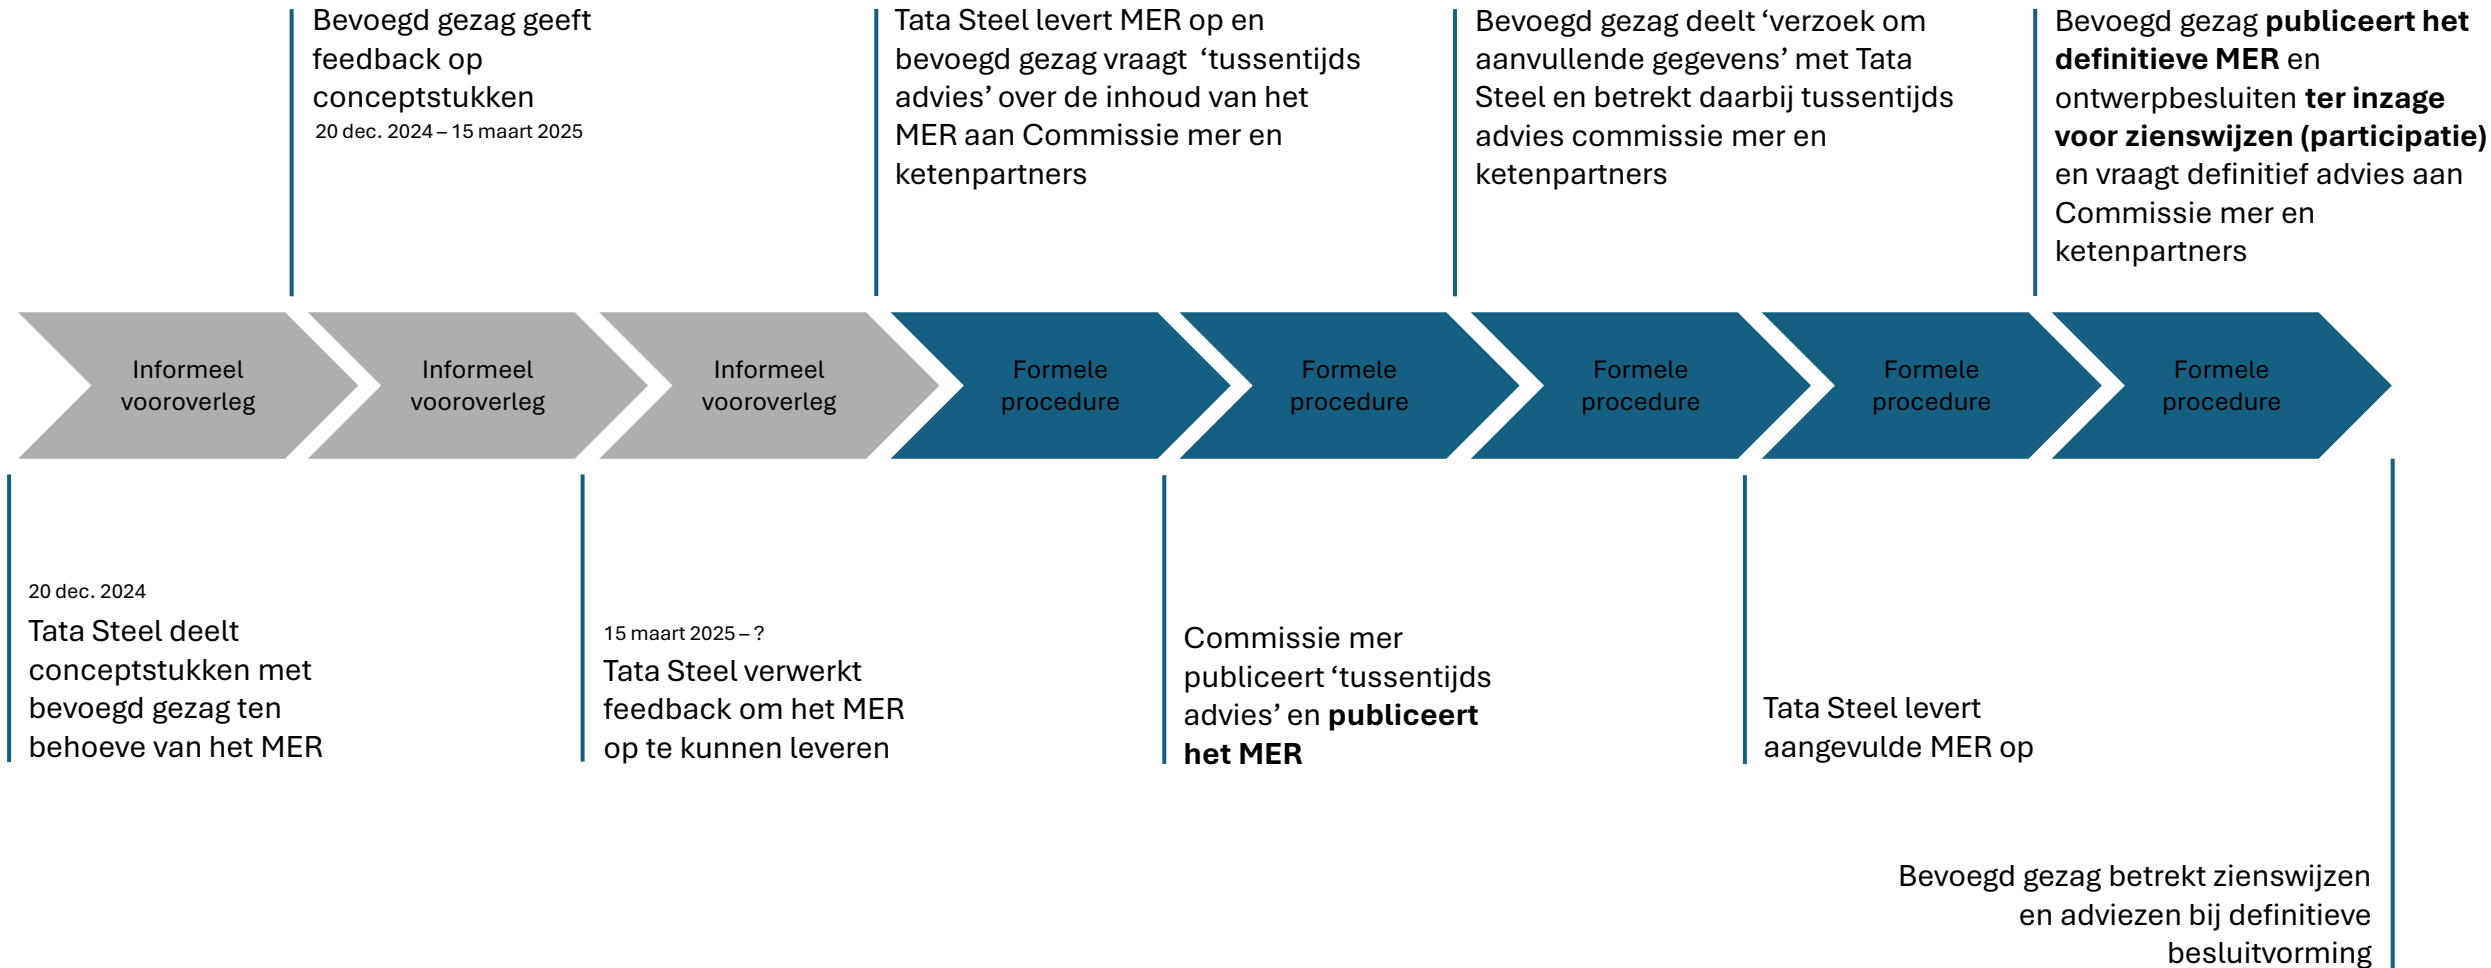 Bevoegd gezag geeft
feedback op
conceptstukken
20 dec. 2024 – 15 maart 2025
Tata Steel levert MER op en
bevoegd gezag vraagt ‘tussentijds
advies’ over de inhoud van het
MER aan Commissie mer en
ketenpartners
Bevoegd gezag deelt ‘verzoek om
aanvullende gegevens’ met Tata
Steel en betrekt daarbij tussentijds
advies commissie mer en
ketenpartners
Bevoegd gezag publiceert het
definitieve MER en
ontwerpbesluiten ter inzage
voor zienswijzen (participatie)
en vraagt definitief advies aan
Commissie mer en
ketenpartners
Informeel
vooroverleg
Informeel
vooroverleg
Informeel
vooroverleg
Formele
procedure
Formele
procedure
Formele
procedure
Formele
procedure
Formele
procedure
20 dec. 2024
Tata Steel deelt
conceptstukken met
bevoegd gezag ten
behoeve van het MER
15 maart 2025 – ?
Tata Steel verwerkt
feedback om het MER
op te kunnen leveren
Commissie mer
publiceert ‘tussentijds
advies’ en publiceert
het MER
Tata Steel levert
aangevulde MER op
Bevoegd gezag betrekt zienswijzen
en adviezen bij definitieve
besluitvorming